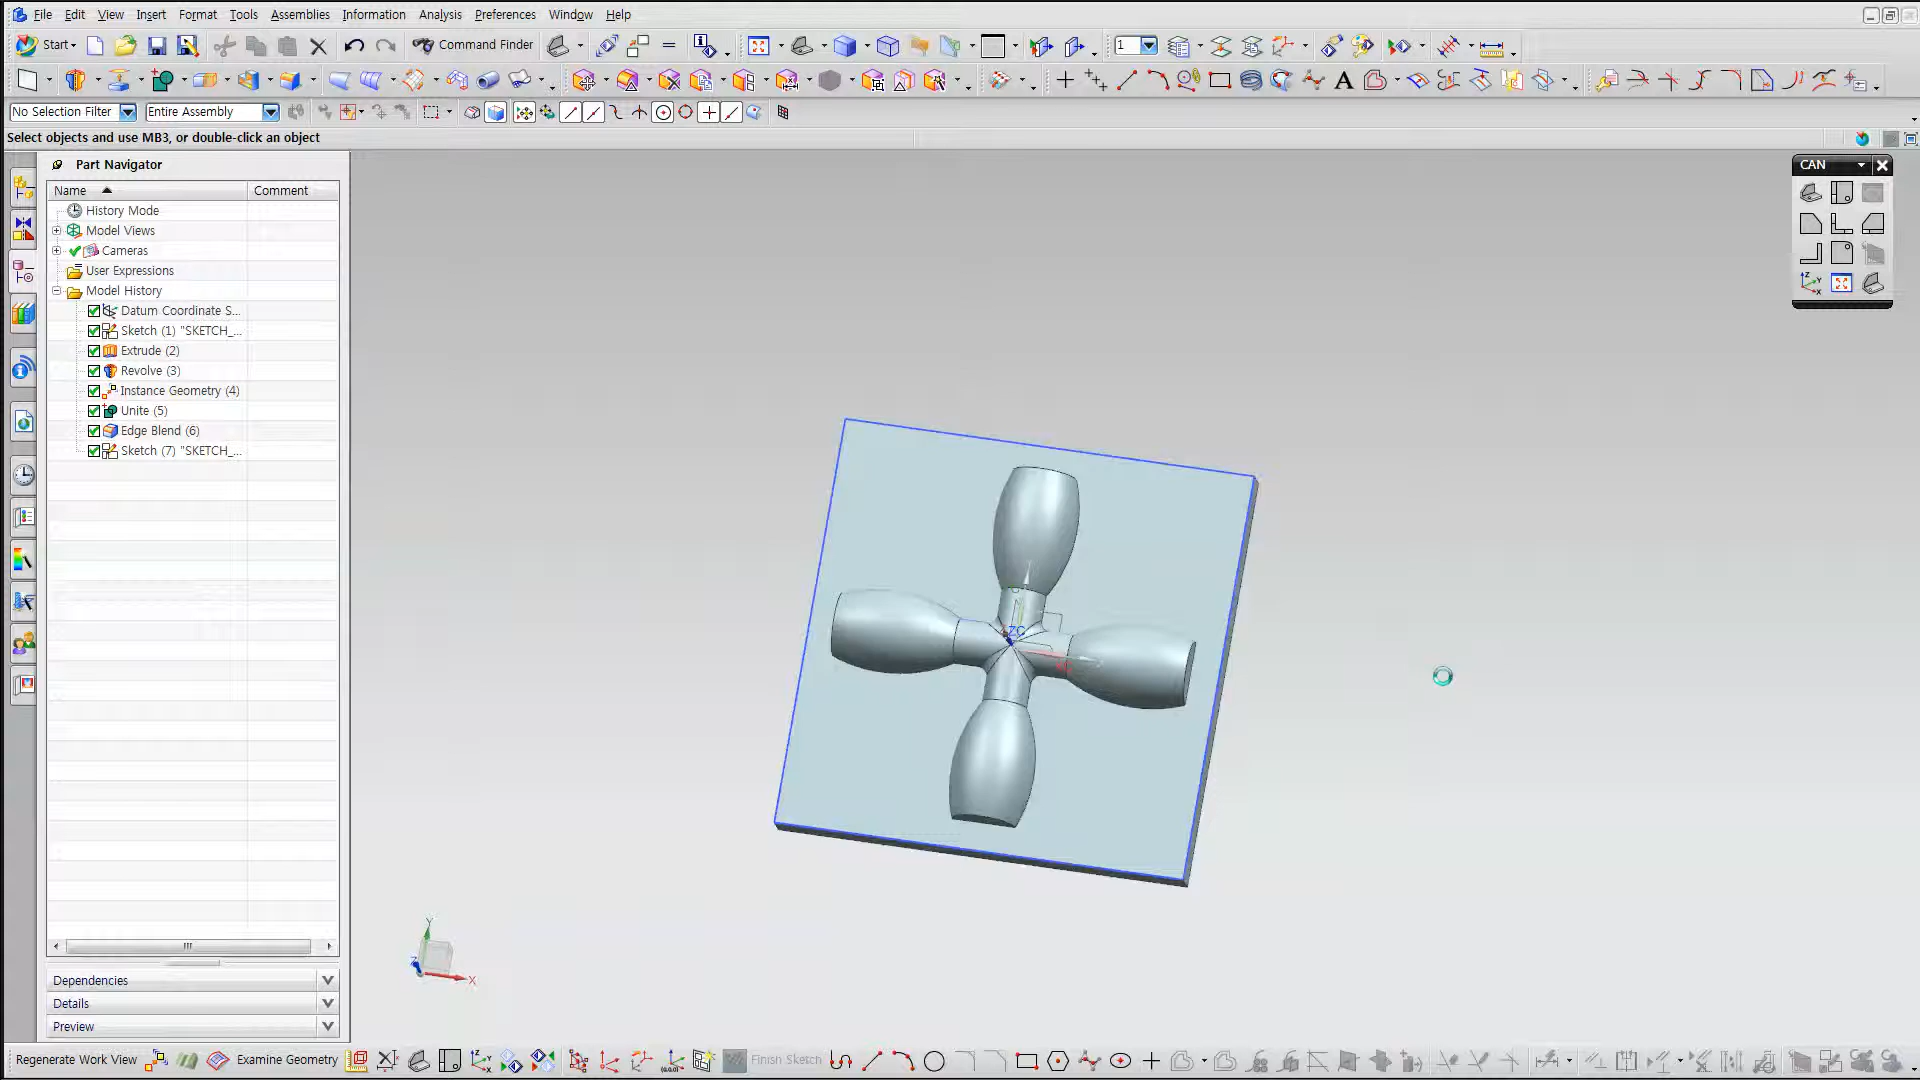 File Edit View Insert Format Tools Assemblies Information Analysis Preferences Window Help
Start Command Finder 1
No Selection Filter Entire Assembly
Select objects and use MB3, or double-click an object
Part Navigator
Name Comment
History Mode
Model Views
Cameras
User Expressions
Model History
Datum Coordinate S...
Sketch (1) "SKETCH_...
Extrude (2)
Revolve (3)
Instance Geometry (4)
Unite (5)
Edge Blend (6)
Sketch (7) "SKETCH_...
Dependencies
Details
Preview
CAN
ZC
Y
Z
X
Regenerate Work View Examine Geometry Finish Sketch